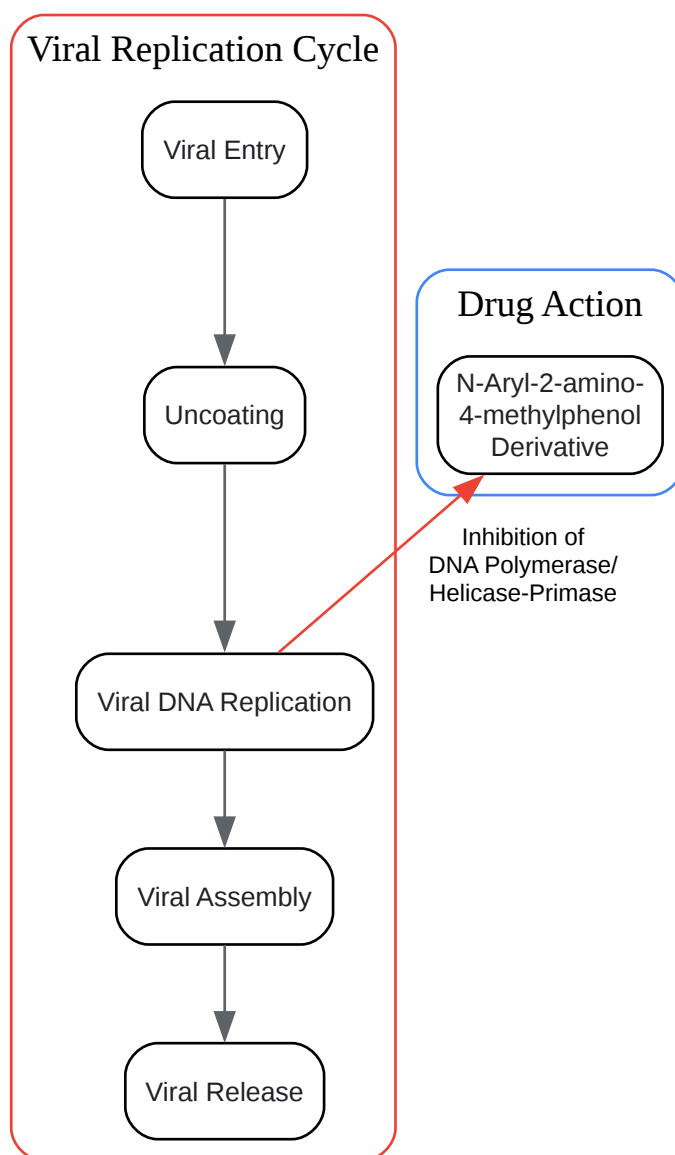 Viral Replication Cycle
Viral Entry
Uncoating
Drug Action
N-Aryl-2-amino-
4-methylphenol
Derivative
Inhibition of
DNA Polymerase/
Helicase-Primase
Viral DNA Replication
Viral Assembly
Viral Release